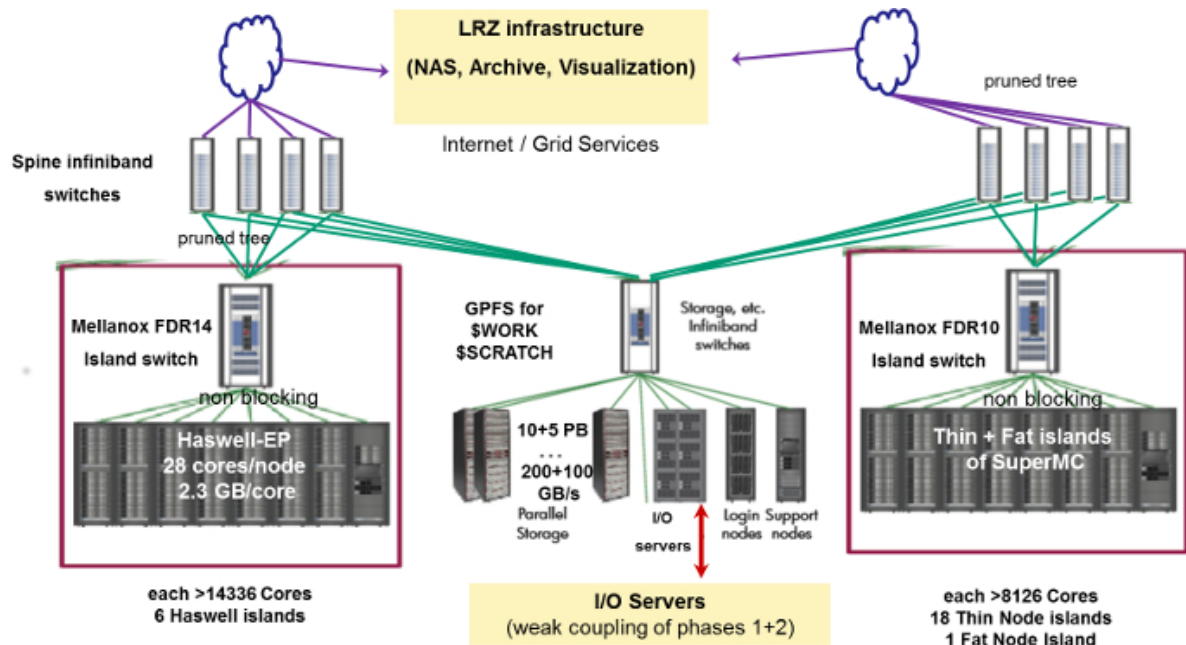 LRZ infrastructure
(NAS, Archive, Visualization)
Internet / Grid Services
pruned tree
Spine infiniband
switches
pruned tree
Mellanox FDR14
Island switch
non blocking
Haswell-EP
28 cores/node
2.3 GB/core
each >14336 Cores
6 Haswell islands
GPFS for
$WORK
$SCRATCH
Storage, etc.
Infiniband
switches
10+5 PB
...
200+100
GB/s
Parallel
Storage
I/O
servers
Login
nodes
Support
nodes
I/O Servers
(weak coupling of phases 1+2)
Mellanox FDR10
Island switch
non blocking
Thin + Fat islands
of SuperMC
each >8126 Cores
18 Thin Node islands
1 Fat Node Island